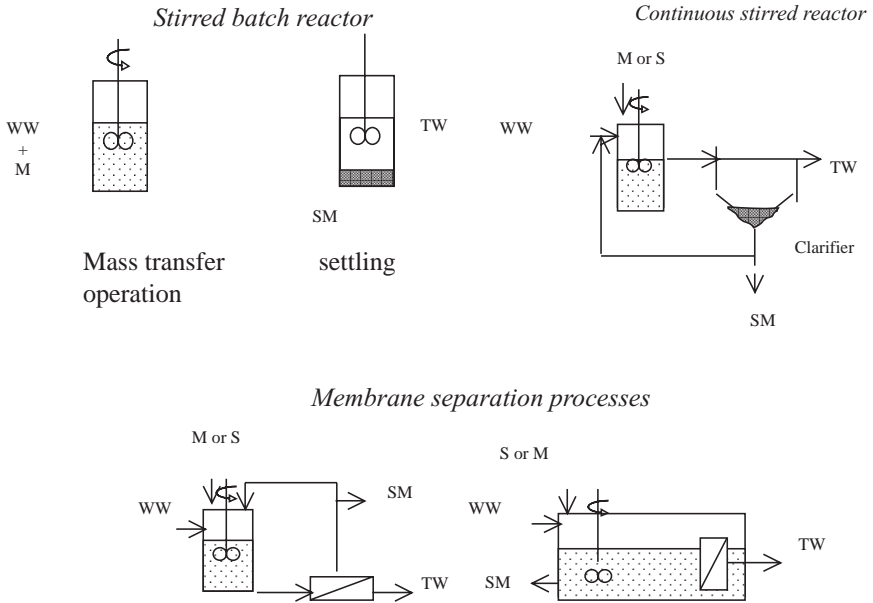 Stirred batch reactor
Continuous stirred reactor
M or S
WW
+
M
TW
WW
TW
SM
Clarifier
Mass transfer
operation
settling
SM
Membrane separation processes
M or S
S or M
WW
SM
WW
TW
SM
TW